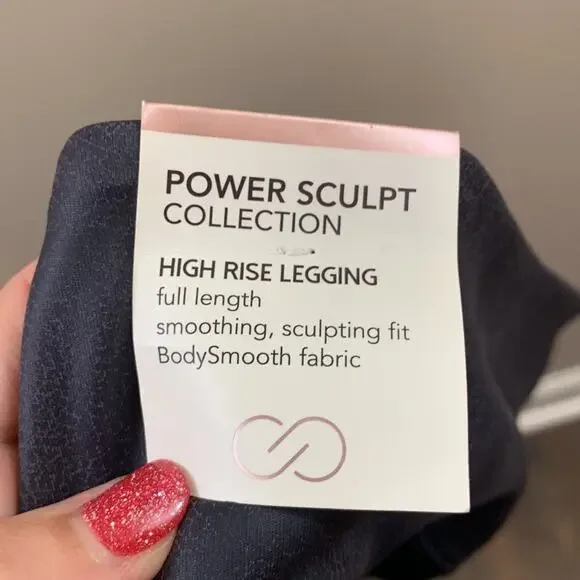 POWER SCULPT
COLLECTION
HIGH RISE LEGGING
full length
smoothing, sculpting fit
BodySmooth fabric